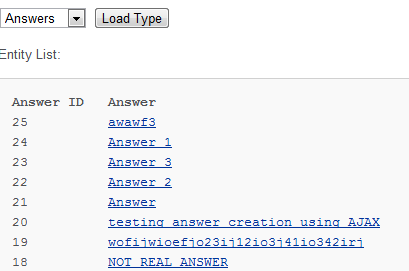 Answers Load Type
Entity List:
Answer ID Answer
25 awawf3
24 Answer 1
23 Answer 3
22 Answer 2
21 Answer
20 testing answer creation using AJAX
19 wofijwioefjo23ij12io3j41io342irj
18 NOT REAL ANSWER